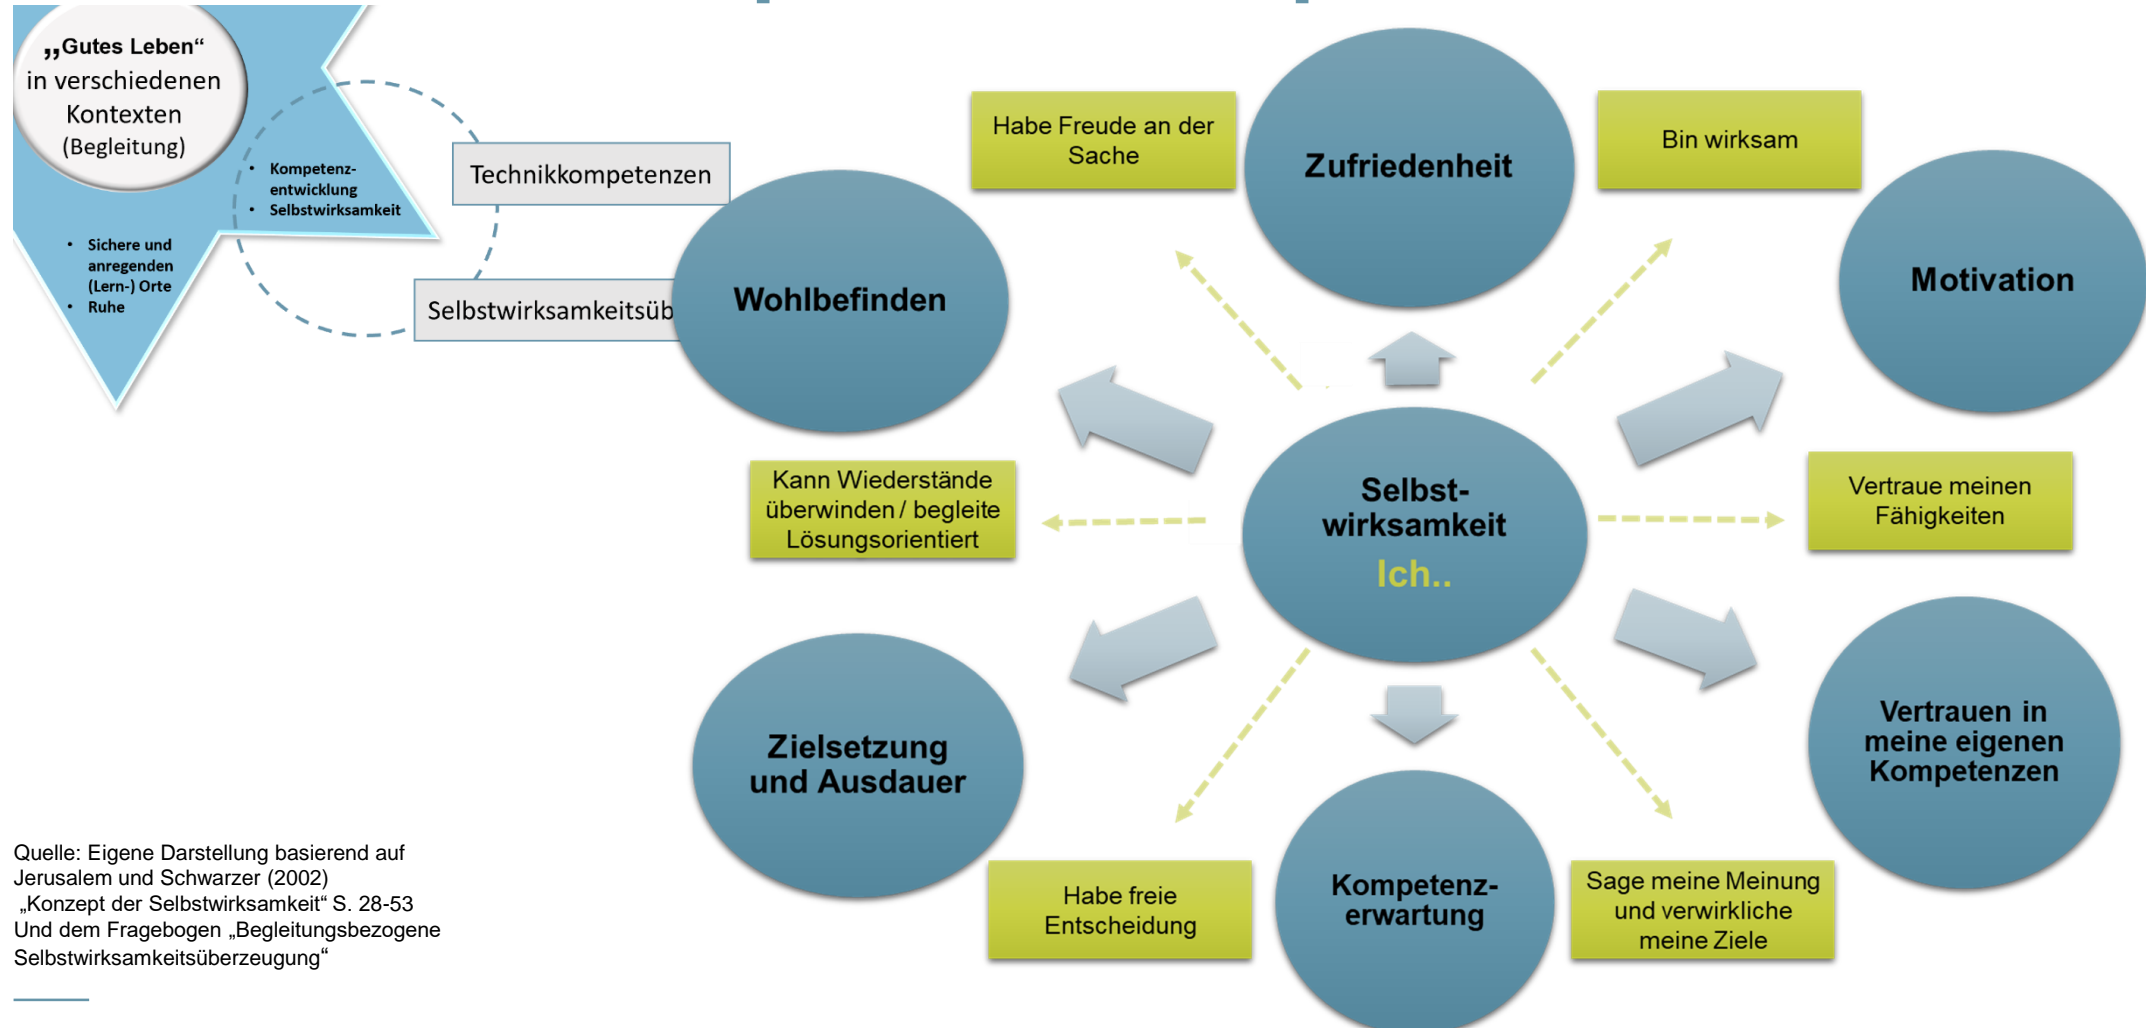 „Gutes Leben“
in verschiedenen
Kontexten
(Begleitung)
• Kompetenz-
entwicklung
• Selbstwirksamkeit
• Sichere und
anregenden
(Lern-) Orte
• Ruhe
Technikkompetenzen
Selbstwirksamkeitsüb
Wohlbefinden
Habe Freude an der
Sache
Zufriedenheit
Bin wirksam
Motivation
Kann Wiederstände
überwinden / begleite
Lösungsorientiert
Selbst-
wirksamkeit
Ich..
Vertraue meinen
Fähigkeiten
Zielsetzung
und Ausdauer
Vertrauen in
meine eigenen
Kompetenzen
Habe freie
Entscheidung
Kompetenz-
erwartung
Sage meine Meinung
und verwirkliche
meine Ziele
Quelle: Eigene Darstellung basierend auf
Jerusalem und Schwarzer (2002)
„Konzept der Selbstwirksamkeit“ S. 28-53
Und dem Fragebogen „Begleitungsbezogene
Selbstwirksamkeitsüberzeugung“